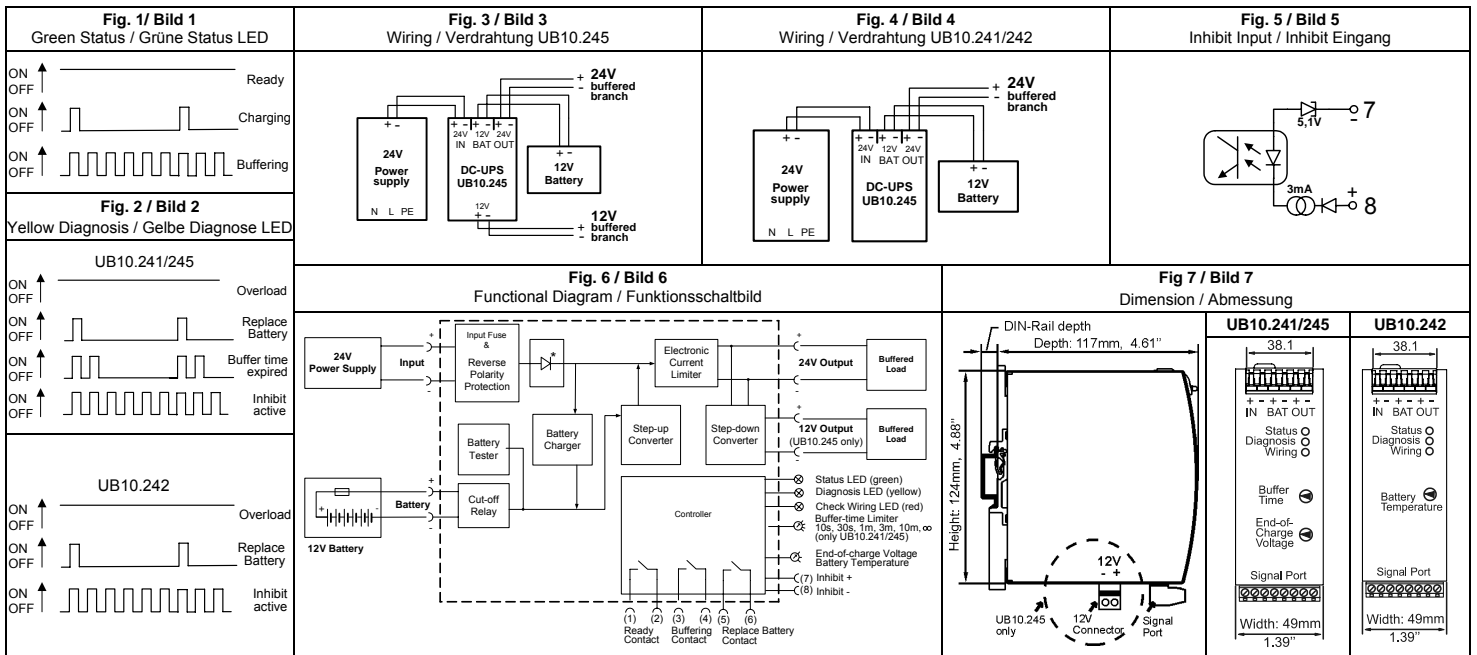 Fig. 1/ Bild 1
Green Status / Grüne Status LED
ON
OFF
Ready
ON
OFF
Charging
ON
OFF
Buffering
Fig. 2 / Bild 2
Yellow Diagnosis / Gelbe Diagnose LED
UB10.241/245
ON
OFF
Overload
ON
OFF
Replace
Battery
ON
OFF
Buffer time
expired
ON
OFF
Inhibit
active
UB10.242
ON
OFF
Overload
ON
OFF
Replace
Battery
ON
OFF
Inhibit
active
Fig. 3 / Bild 3
Wiring / Verdrahtung UB10.245
+ 24V
- buffered
branch
+ -
24V
Power
supply
N L PE
+ - + - + -
24V 12V 24V
IN BAT OUT
DC-UPS
UB10.245
12V
+ -
+ -
12V
Battery
12V
+ buffered
- branch
Fig. 4 / Bild 4
Wiring / Verdrahtung UB10.241/242
+ 24V
- buffered
branch
+ -
24V
Power
supply
N L PE
+ - + - + -
24V 12V 24V
IN BAT OUT
DC-UPS
UB10.245
+ -
12V
Battery
Fig. 5 / Bild 5
Inhibit Input / Inhibit Eingang
5,1V
7
-
3mA
+
8
Fig. 6 / Bild 6
Functional Diagram / Funktionsschaltbild
24V
Power Supply
+
Input
-
Input Fuse
&
Reverse
Polarity
Protection
*
Electronic
Current
Limiter
+
24V Output
-
Buffered
Load
Battery
Tester
Battery
Charger
Step-up
Converter
Step-down
Converter
+
12V Output
(UB10.245 only)
-
Buffered
Load
+ -
12V Battery
+
Battery
-
Cut-off
Relay
Controller
Status LED (green)
Diagnosis LED (yellow)
Check Wiring LED (red)
Buffer-time Limiter
10s, 30s, 1m, 3m, 10m, ∞
(only UB10.241/245)
End-of-charge Voltage
Battery Temperature
(7) Inhibit +
(8) Inhibit -
(1) (2) (3) (4) (5) (6)
Ready
Contact
Buffering
Contact
Replace Battery
Contact
Fig 7 / Bild 7
Dimension / Abmessung
DIN-Rail depth
Depth: 117mm, 4.61"
Height: 124mm, 4.88"
12V
- +
UB10.245
only
12V
Connector
Signal
Port
UB10.241/245
38.1
+ - + - + -
IN BAT OUT
Status
Diagnosis
Wiring
Buffer
Time
End-of-
Charge
Voltage
Signal Port
Width: 49mm
1.39"
UB10.242
38.1
+ - + - + -
IN BAT OUT
Status
Diagnosis
Wiring
Battery
Temperature
Signal Port
Width: 49mm
1.39"